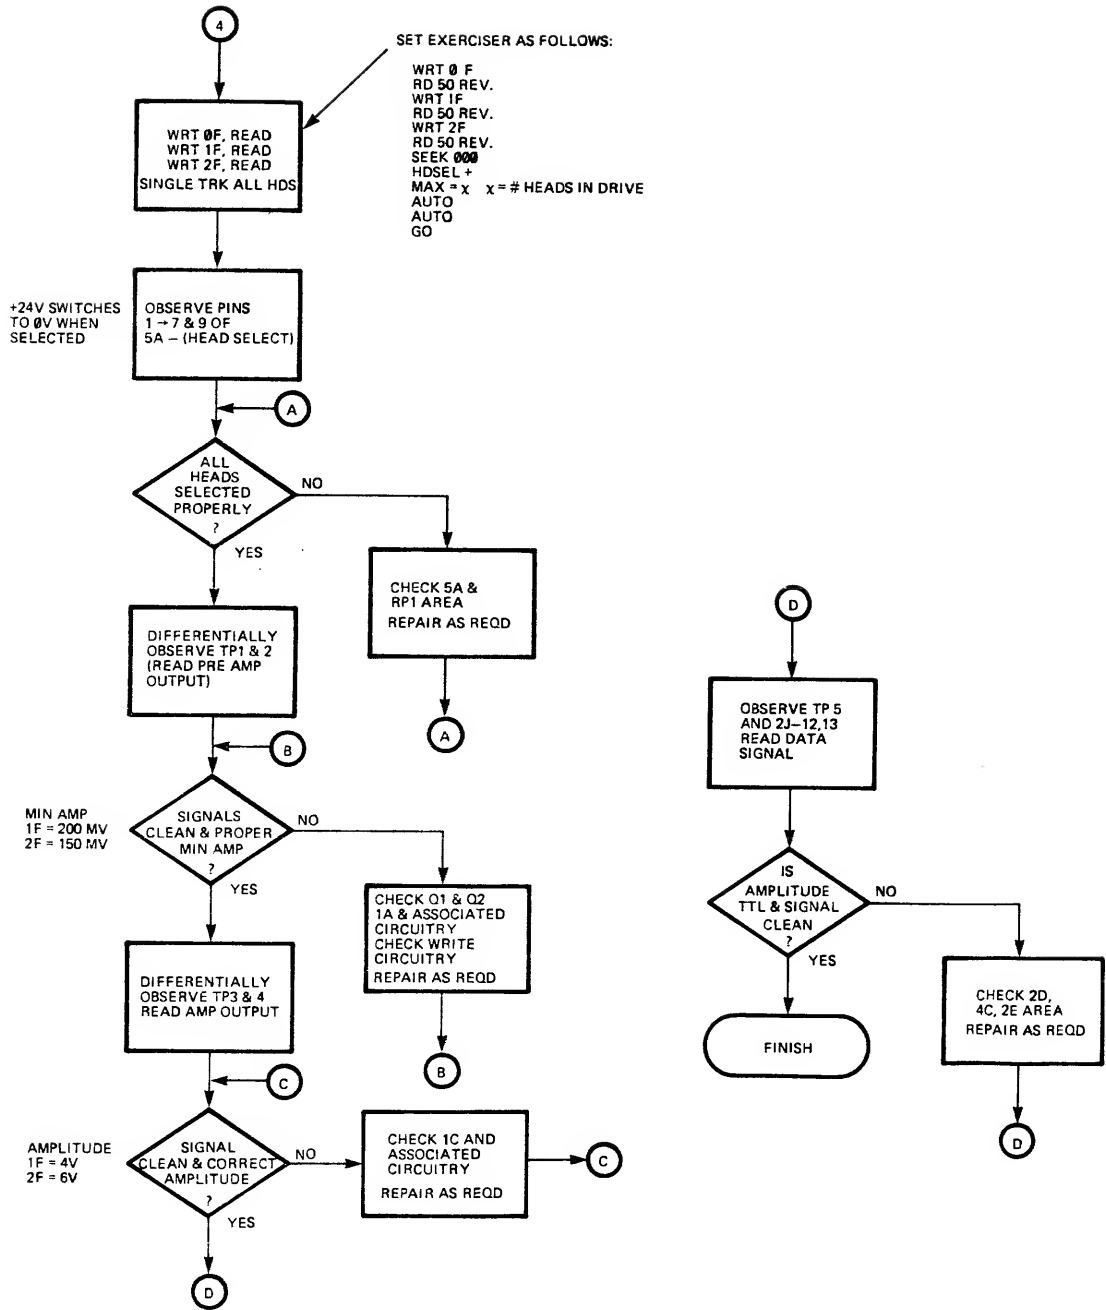 4
SET EXERCISER AS FOLLOWS:
WRT 0 F
RD 50 REV.
WRT 1F
RD 50 REV.
WRT 2F
RD 50 REV.
SEEK 000
HDSEL +
MAX = χ χ = # HEADS IN DRIVE
AUTO
AUTO
GO
WRT 0F, READ
WRT 1F, READ
WRT 2F, READ
SINGLE TRK ALL HDS
+24V SWITCHES
TO 0V WHEN
SELECTED
OBSERVE PINS
1 → 7 & 9 OF
5A – (HEAD SELECT)
A
ALL
HEADS
SELECTED
PROPERLY
?
NO
YES
CHECK 5A &
RP1 AREA
REPAIR AS REQD
A
DIFFERENTIALLY
OBSERVE TP1 & 2
(READ PRE AMP
OUTPUT)
B
MIN AMP
1F = 200 MV
2F = 150 MV
SIGNALS
CLEAN & PROPER
MIN AMP
?
NO
YES
CHECK Q1 & Q2
1A & ASSOCIATED
CIRCUITRY
CHECK WRITE
CIRCUITRY
REPAIR AS REQD
B
DIFFERENTIALLY
OBSERVE TP3 & 4
READ AMP OUTPUT
C
AMPLITUDE
1F = 4V
2F = 6V
SIGNAL
CLEAN & CORRECT
AMPLITUDE
?
NO
YES
CHECK 1C AND
ASSOCIATED
CIRCUITRY
REPAIR AS REQD
C
D
D
OBSERVE TP 5
AND 2J–12,13
READ DATA
SIGNAL
IS
AMPLITUDE
TTL & SIGNAL
CLEAN
?
NO
YES
FINISH
CHECK 2D,
4C, 2E AREA
REPAIR AS REQD
D